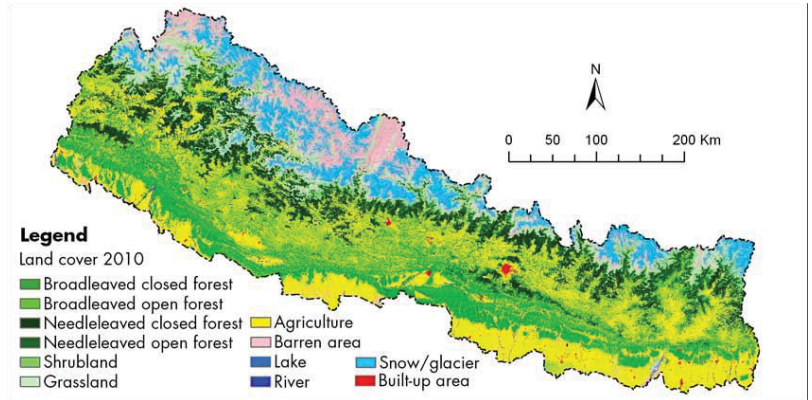 N
0 50 100 200 Km
Legend
Land cover 2010
Broadleaved closed forest
Broadleaved open forest
Needleleaved closed forest
Needleleaved open forest
Shrubland
Grassland
Agriculture
Barren area
Lake
River
Snow/glacier
Built-up area